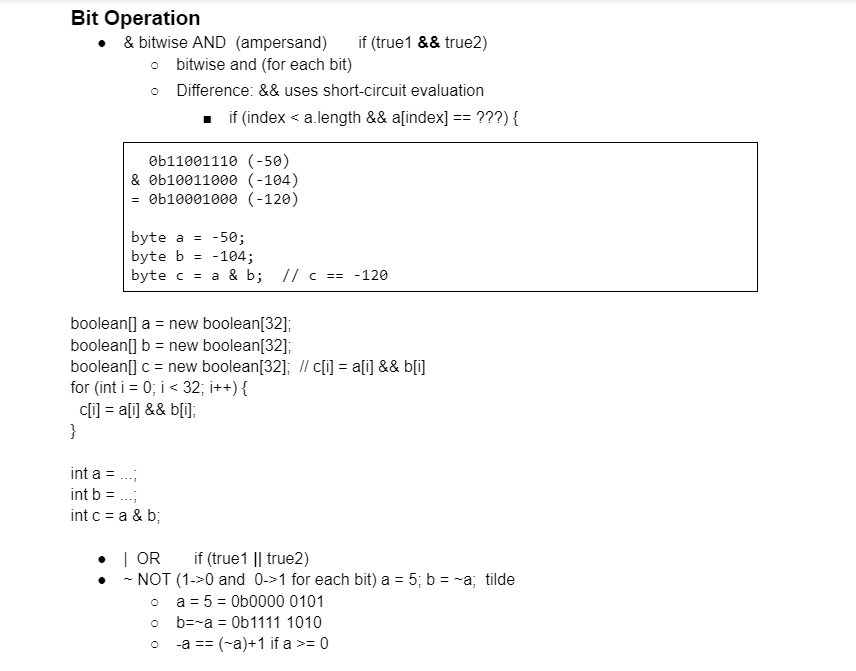 Bit Operation
● & bitwise AND (ampersand) if (true1 && true2)
○ bitwise and (for each bit)
○ Difference: && uses short-circuit evaluation
■ if (index < a.length && a[index] == ???) {
0b11001110 (-50)
& 0b10011000 (-104)
= 0b10001000 (-120)
byte a = -50;
byte b = -104;
byte c = a & b; // c == -120
boolean[] a = new boolean[32];
boolean[] b = new boolean[32];
boolean[] c = new boolean[32]; // c[i] = a[i] && b[i]
for (int i = 0; i < 32; i++) {
c[i] = a[i] && b[i];
}
int a = ...;
int b = ...;
int c = a & b;
● | OR if (true1 || true2)
● ~ NOT (1->0 and 0->1 for each bit) a = 5; b = ~a; tilde
○ a = 5 = 0b0000 0101
○ b=~a = 0b1111 1010
○ -a == (~a)+1 if a >= 0